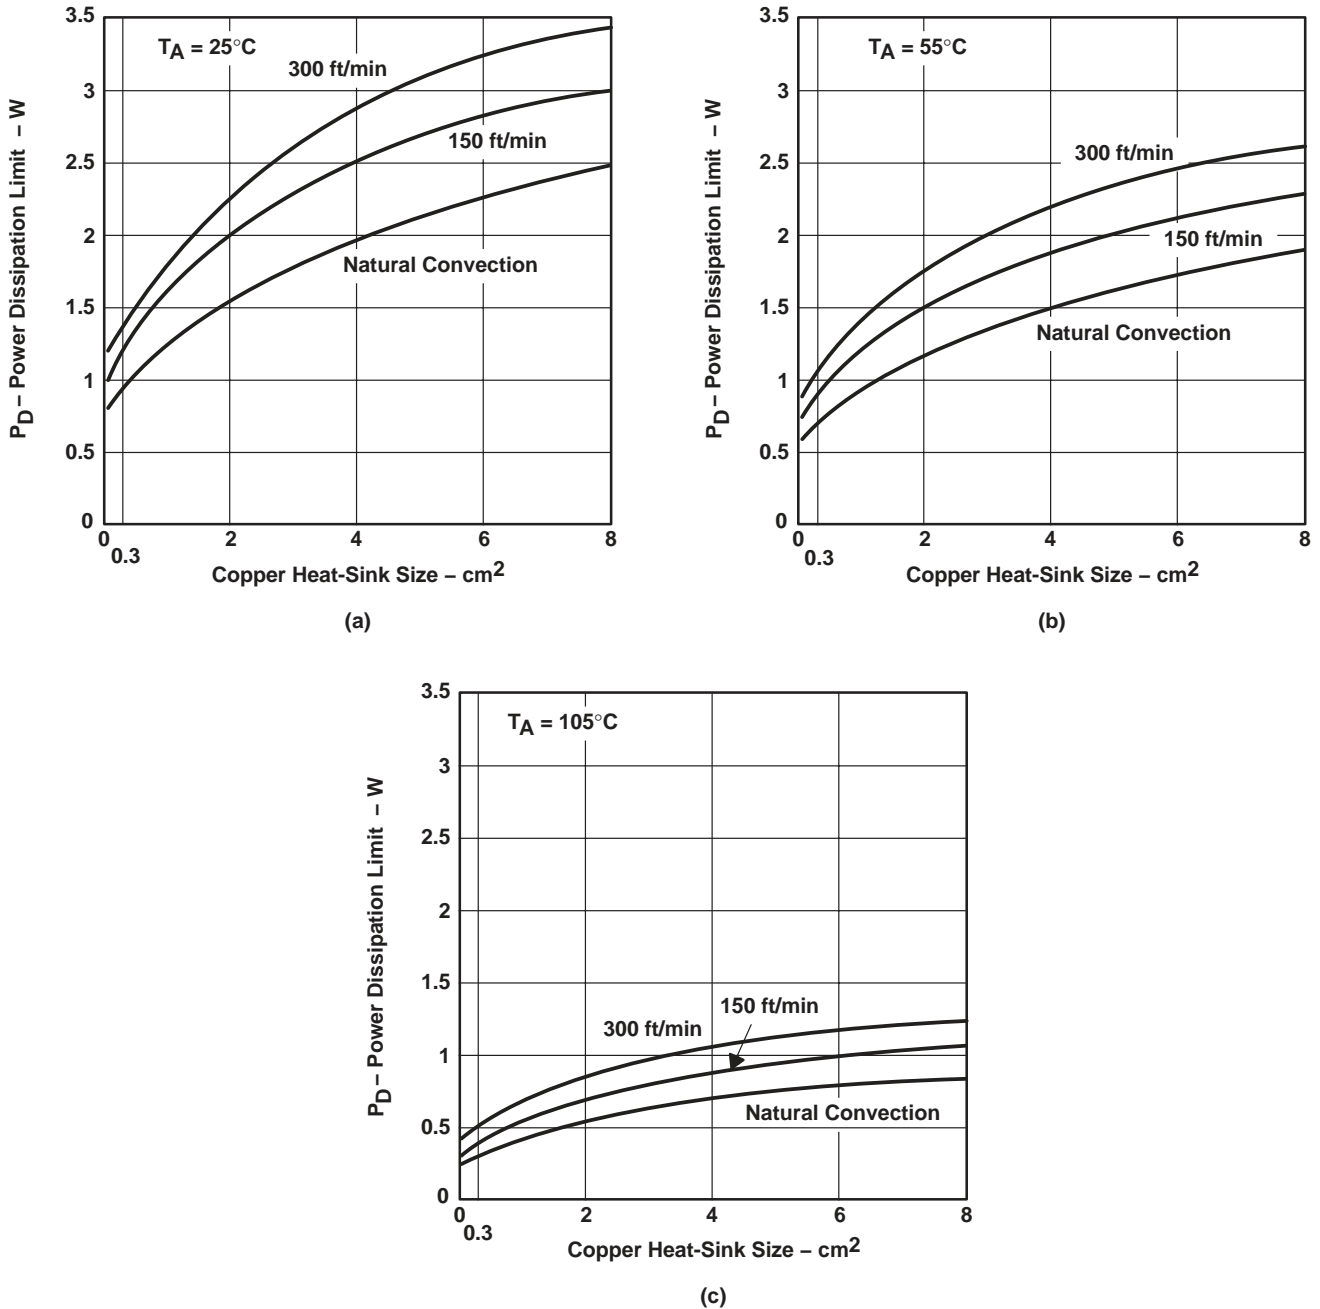 3.5
3
2.5
2
1.5
1
0.5
0
P_D – Power Dissipation Limit – W
T_A = 25°C
300 ft/min
150 ft/min
Natural Convection
0 0.3 2 4 6 8
Copper Heat-Sink Size – cm²
(a)
3.5
3
2.5
2
1.5
1
0.5
0
P_D – Power Dissipation Limit – W
T_A = 55°C
300 ft/min
150 ft/min
Natural Convection
0 0.3 2 4 6 8
Copper Heat-Sink Size – cm²
(b)
3.5
3
2.5
2
1.5
1
0.5
0
P_D – Power Dissipation Limit – W
T_A = 105°C
150 ft/min
300 ft/min
Natural Convection
0 0.3 2 4 6 8
Copper Heat-Sink Size – cm²
(c)